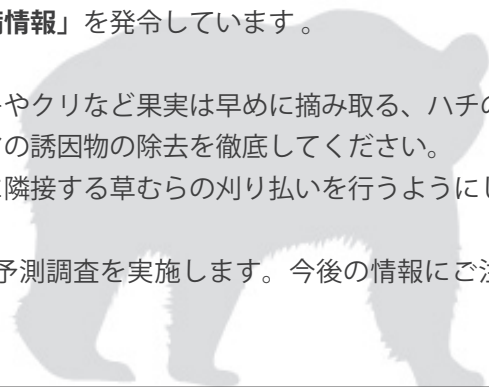 情報」を発令しています 。
やクリなど果実は早めに摘み取る、ハチの
の誘因物の除去を徹底してください。
隣接する草むらの刈り払いを行うようにし
予測調査を実施します。今後の情報にご注